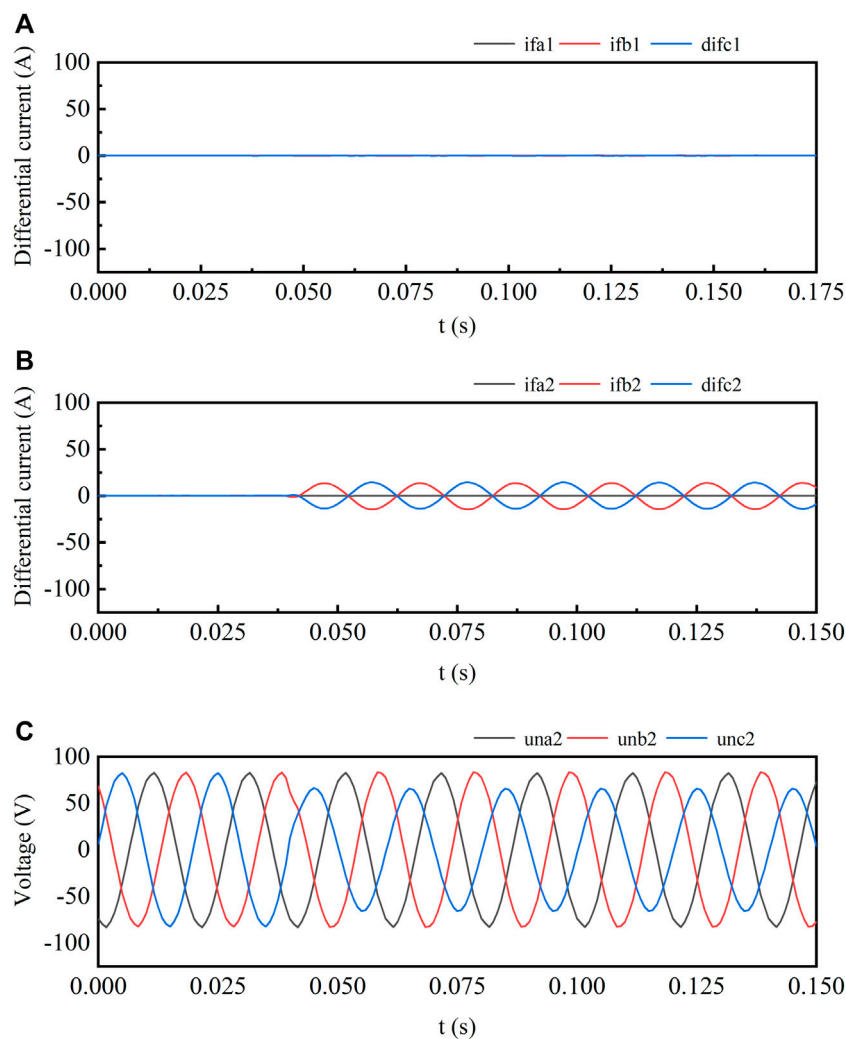 A
ifa1 ifb1 difc1
Differential current (A)
100
50
0
-50
-100
0.000 0.025 0.050 0.075 0.100 0.125 0.150 0.175
t (s)
B
ifa2 ifb2 difc2
Differential current (A)
100
50
0
-50
-100
0.000 0.025 0.050 0.075 0.100 0.125 0.150
t (s)
C
una2 unb2 unc2
Voltage (V)
100
50
0
-50
-100
0.000 0.025 0.050 0.075 0.100 0.125 0.150
t (s)